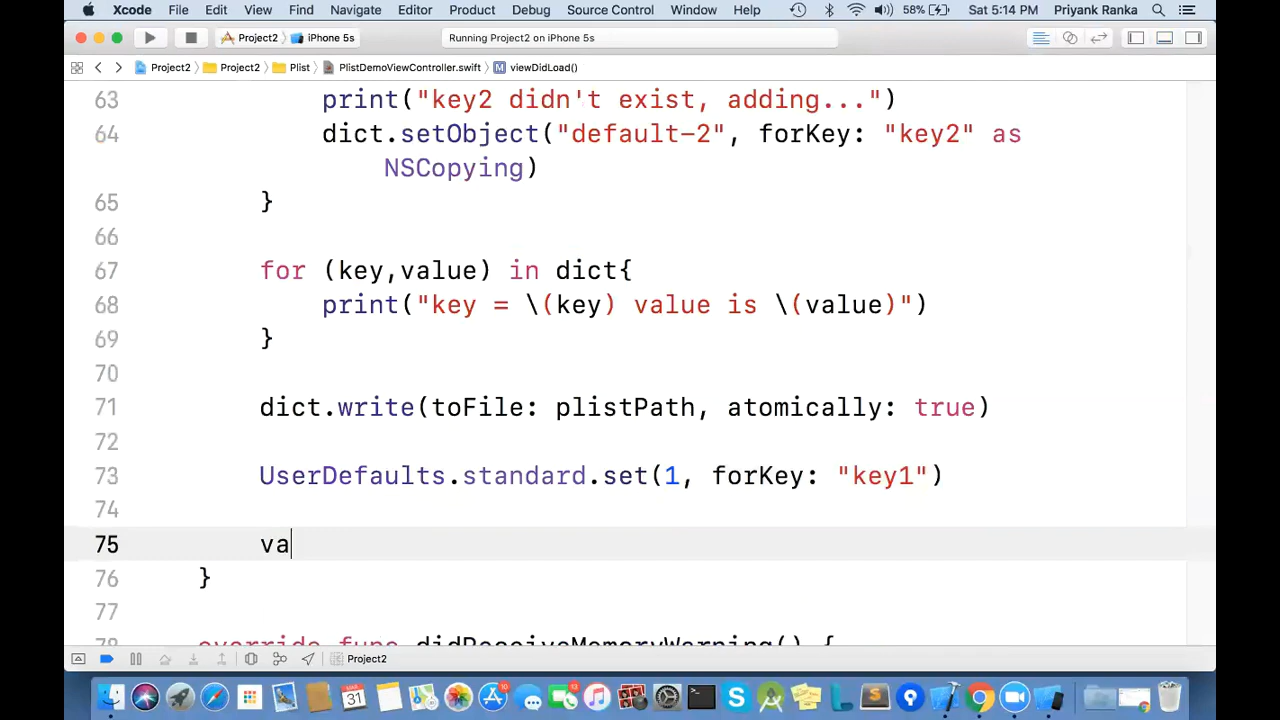 Xcode File Edit View Find Navigate Editor Product Debug Source Control Window Help 58% Sat 5:14 PM Priyank Ranka
Project2 iPhone 5s Running Project2 on iPhone 5s
Project2 Project2 Plist PlistDemoViewController.swift M viewDidLoad()
63 print("key2 didn't exist, adding...")
64 dict.setObject("default-2", forKey: "key2" as
NSCopying)
65 }
66
67 for (key,value) in dict{
68 print("key = \(key) value is \(value)")
69 }
70
71 dict.write(toFile: plistPath, atomically: true)
72
73 UserDefaults.standard.set(1, forKey: "key1")
74
75 va
76 }
77
78 override func didReceiveMemoryWarning() {
Project2